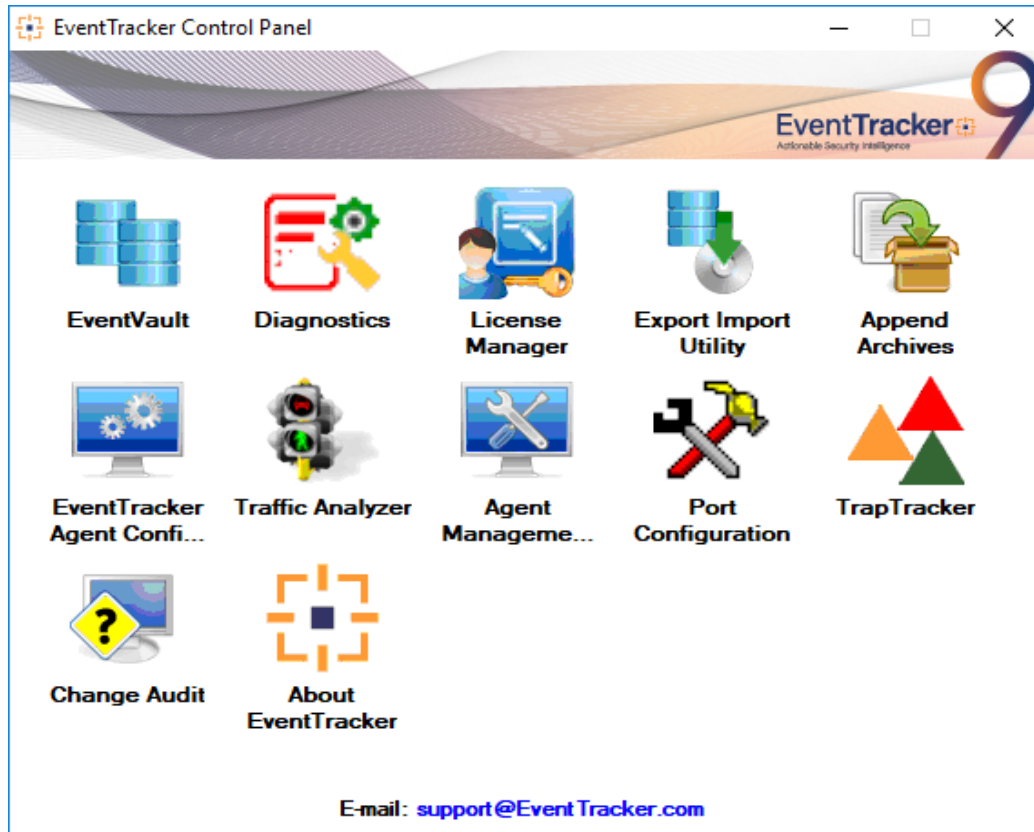 EventTracker Control Panel
EventTracker
Actionable Security Intelligence
9
EventVault
Diagnostics
License
Manager
Export Import
Utility
Append
Archives
EventTracker
Agent Confi...
Traffic Analyzer
Agent
Manageme...
Port
Configuration
TrapTracker
?
Change Audit
About
EventTracker
E-mail: support@EventTracker.com